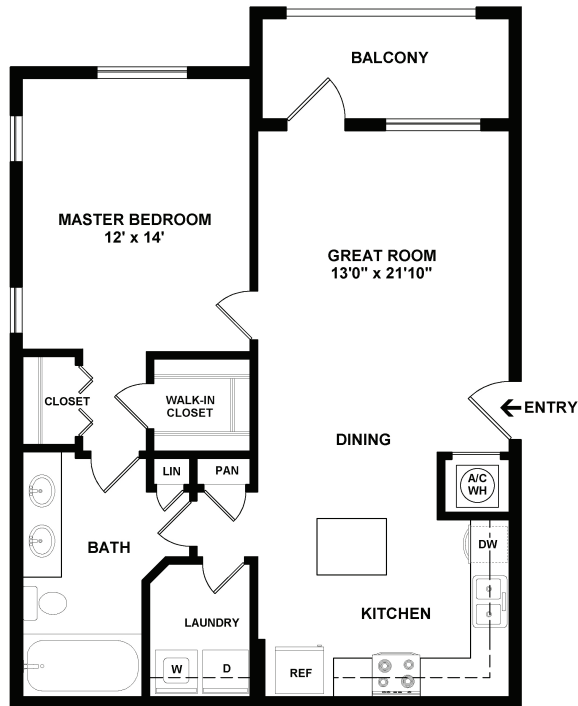 BALCONY
MASTER BEDROOM
12' x 14'
GREAT ROOM
13'0" x 21'10"
CLOSET
WALK-IN
CLOSET
ENTRY
DINING
LIN
PAN
A/C
WH
BATH
DW
LAUNDRY
KITCHEN
W
D
REF